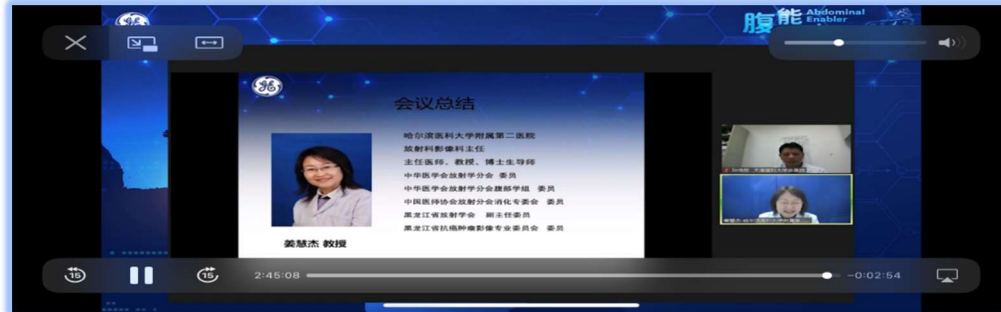 腹能 Abdominal
Enabler
会议总结
哈尔滨医科大学附属第二医院
放射科影像科主任
主任医师、教授、博士生导师
中华医学会放射学分会 委员
中华医学会放射学分会腹部学组 委员
中国医师协会放射分会消化专委会 委员
黑龙江省放射学会 副主任委员
黑龙江省抗癌肿瘤影像专业委员会 委员
姜慧杰 教授
15
15
2:45:08
-0:02:54